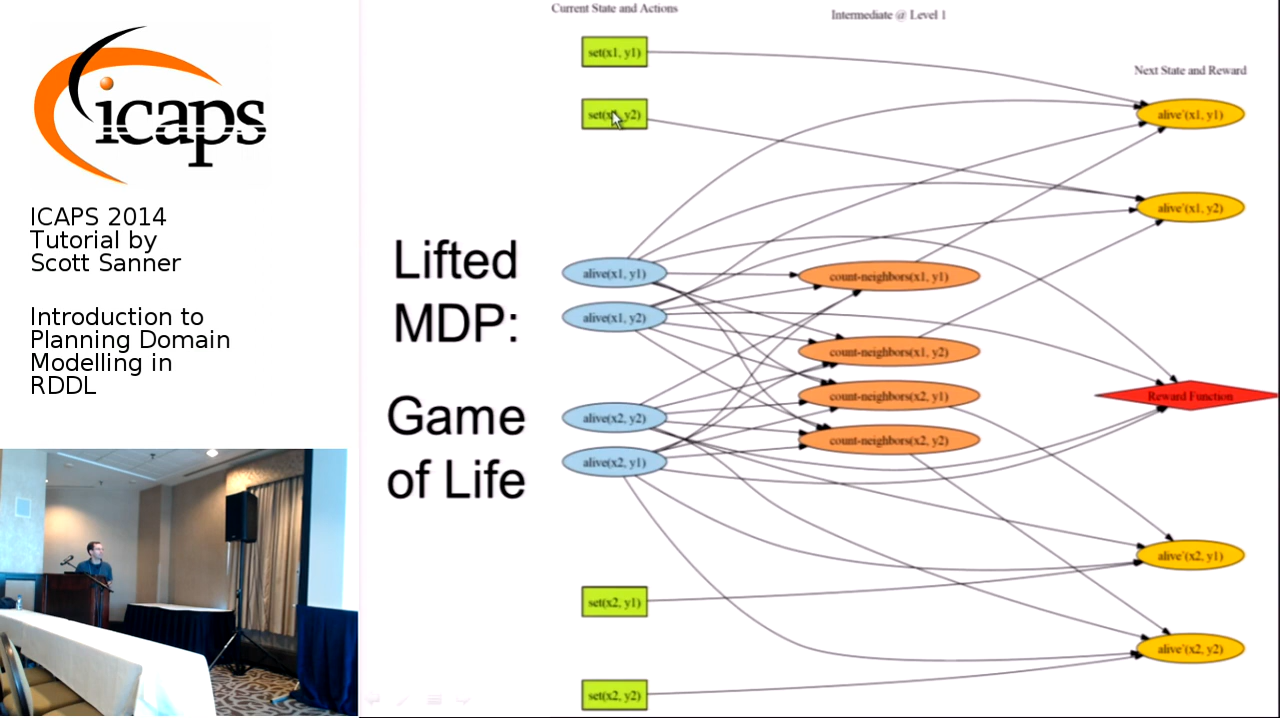 icaps
ICAPS 2014
Tutorial by
Scott Sanner
Introduction to
Planning Domain
Modelling in
RDDL
Lifted
MDP:
Game
of Life
Current State and Actions
Intermediate @ Level 1
Next State and Reward
set(x1, y1)
alive'(x1, y1)
alive'(x1, y2)
alive(x1, y1)
count-neighbors(x1, y1)
alive(x1, y2)
count-neighbors(x1, y2)
count-neighbors(x2, y1)
Reward Function
alive(x2, y2)
count-neighbors(x2, y2)
alive(x2, y1)
alive'(x2, y1)
set(x2, y1)
alive'(x2, y2)
set(x2, y2)